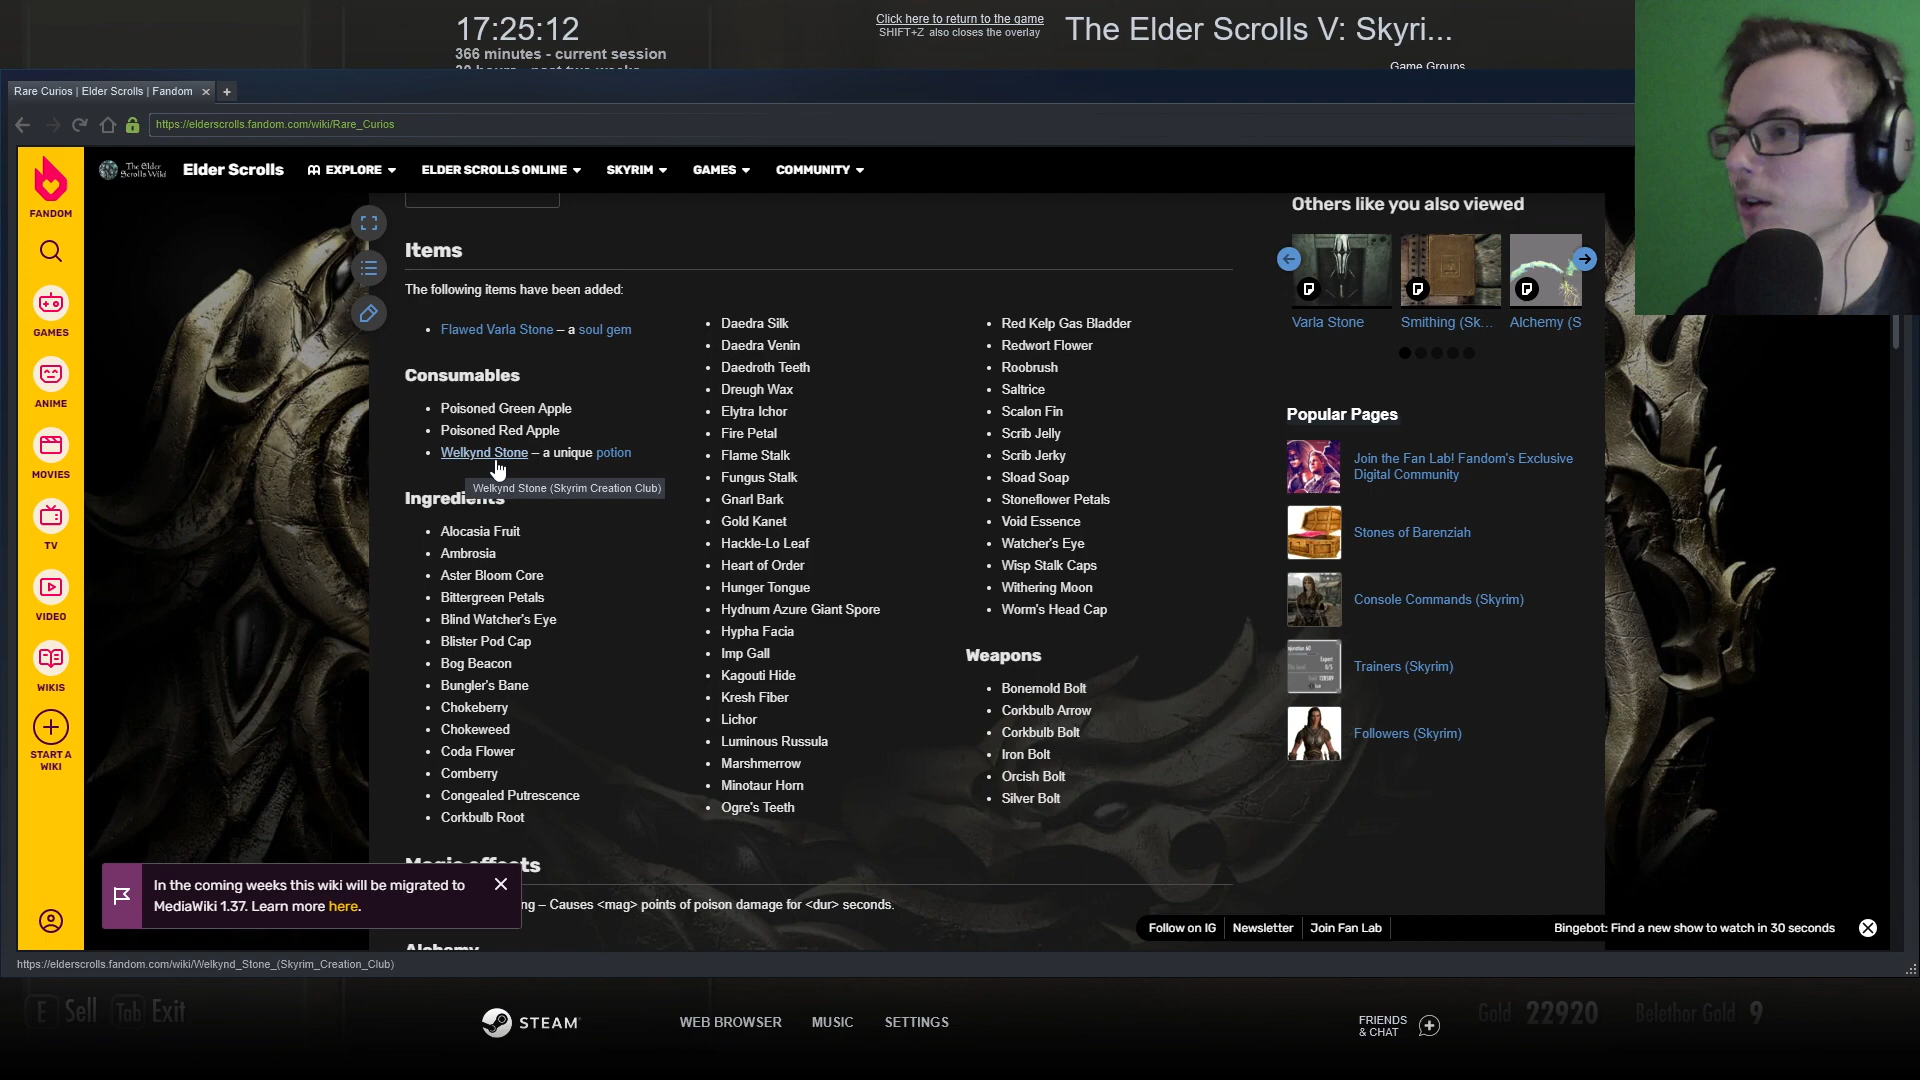 17:25:12
366 minutes - current session
Click here to return to the game
SHIFT+Z also closes the overlay
The Elder Scrolls V: Skyri...
Game Groups
Rare Curios | Elder Scrolls | Fandom
https://elderscrolls.fandom.com/wiki/Rare_Curios
The Elder Scrolls Wiki
Elder Scrolls
EXPLORE
ELDER SCROLLS ONLINE
SKYRIM
GAMES
COMMUNITY
FANDOM
GAMES
ANIME
MOVIES
TV
VIDEO
WIKIS
START A
WIKI
Items
The following items have been added:
Flawed Varla Stone – a soul gem
Consumables
Poisoned Green Apple
Poisoned Red Apple
Welkynd Stone – a unique potion
Welkynd Stone (Skyrim Creation Club)
Ingredients
Alocasia Fruit
Ambrosia
Aster Bloom Core
Bittergreen Petals
Blind Watcher's Eye
Blister Pod Cap
Bog Beacon
Bungler's Bane
Chokeberry
Chokeweed
Coda Flower
Comberry
Congealed Putrescence
Corkbulb Root
Daedra Silk
Daedra Venin
Daedroth Teeth
Dreugh Wax
Elytra Ichor
Fire Petal
Flame Stalk
Fungus Stalk
Gnarl Bark
Gold Kanet
Hackle-Lo Leaf
Heart of Order
Hunger Tongue
Hydnum Azure Giant Spore
Hypha Facia
Imp Gall
Kagouti Hide
Kresh Fiber
Lichor
Luminous Russula
Marshmerrow
Minotaur Horn
Ogre's Teeth
Red Kelp Gas Bladder
Redwort Flower
Roobrush
Saltrice
Scalon Fin
Scrib Jelly
Scrib Jerky
Sload Soap
Stoneflower Petals
Void Essence
Watcher's Eye
Wisp Stalk Caps
Withering Moon
Worm's Head Cap
Weapons
Bonemold Bolt
Corkbulb Arrow
Corkbulb Bolt
Iron Bolt
Orcish Bolt
Silver Bolt
Magic effects
ng – Causes <mag> points of poison damage for <dur> seconds.
Alchemy
Others like you also viewed
Varla Stone
Smithing (Sk...
Alchemy (S
Popular Pages
Join the Fan Lab! Fandom's Exclusive
Digital Community
Stones of Barenziah
Console Commands (Skyrim)
Trainers (Skyrim)
Followers (Skyrim)
In the coming weeks this wiki will be migrated to
MediaWiki 1.37. Learn more here.
Follow on IG
Newsletter
Join Fan Lab
Bingebot: Find a new show to watch in 30 seconds
https://elderscrolls.fandom.com/wiki/Welkynd_Stone_(Skyrim_Creation_Club)
E Sell Tab Exit
STEAM
WEB BROWSER
MUSIC
SETTINGS
FRIENDS
& CHAT
Gold 22920
Belethor Gold 9